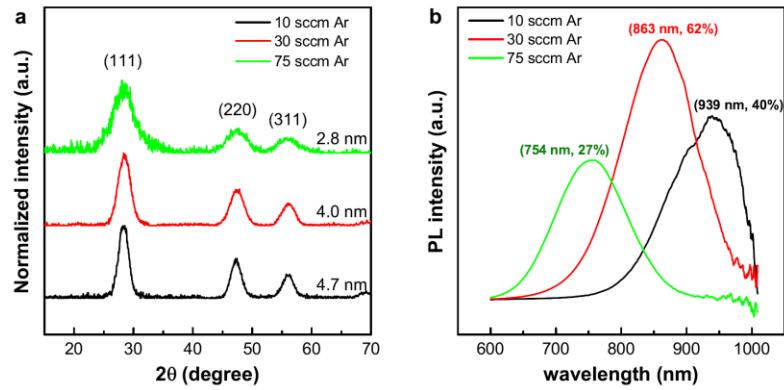 a
10 sccm Ar
30 sccm Ar
75 sccm Ar
(111)
(220)
(311)
2.8 nm
4.0 nm
4.7 nm
Normalized intensity (a.u.)
20 30 40 50 60 70
2θ (degree)
b
10 sccm Ar
30 sccm Ar
75 sccm Ar
(863 nm, 62%)
(939 nm, 40%)
(754 nm, 27%)
PL intensity (a.u.)
600 700 800 900 1000
wavelength (nm)